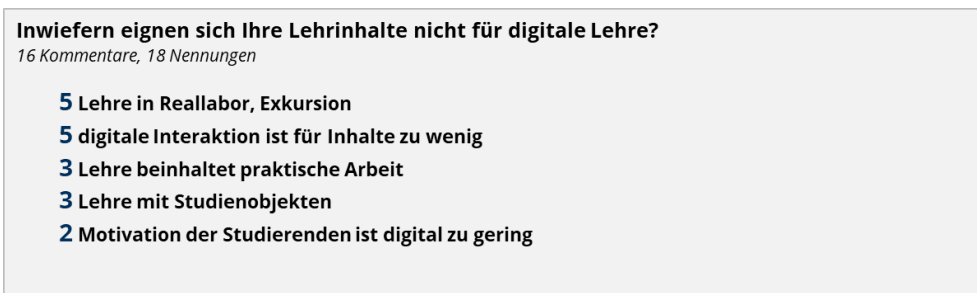 Inwiefern eignen sich Ihre Lehrinhalte nicht für digitale Lehre?
16 Kommentare, 18 Nennungen
5 Lehre in Reallabor, Exkursion
5 digitale Interaktion ist für Inhalte zu wenig
3 Lehre beinhaltet praktische Arbeit
3 Lehre mit Studienobjekten
2 Motivation der Studierenden ist digital zu gering